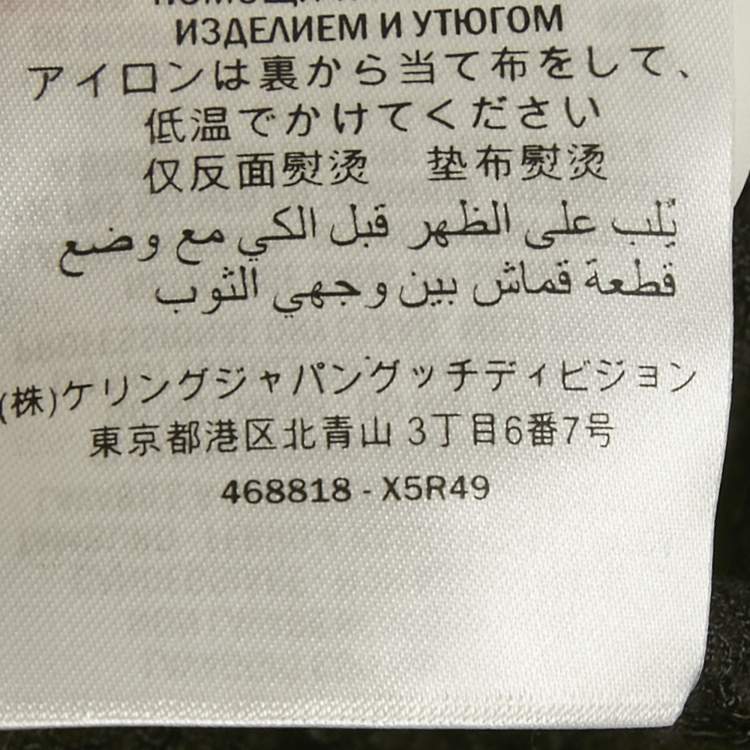 ИЗДЕЛИЕМ И УТЮГОМ
アイロンは裏から当て布をして、
低温でかけてください
仅反面熨烫 垫布熨烫
يُلب على الظهر قبل الكي مع وضع
قطعة قماش بين وجهي الثوب
(株)ケリングジャパングッチディビジョン
東京都港区北青山 3丁目6番7号
468818 - X5R49